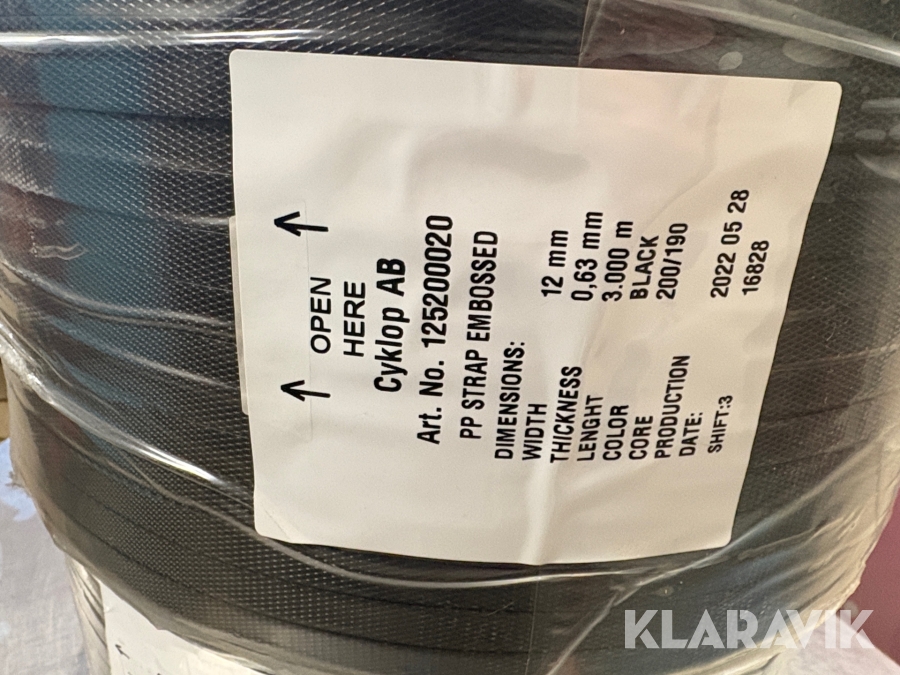 OPEN
HERE
Cyklop AB
Art. No. 1252000020
PP STRAP EMBOSSED
DIMENSIONS:
WIDTH 12 mm
THICKNESS 0,63 mm
LENGHT 3.000 m
COLOR BLACK
CORE 200/190
PRODUCTION
DATE: 2022 05 28
SHIFT:3 16828
KLARAVIK